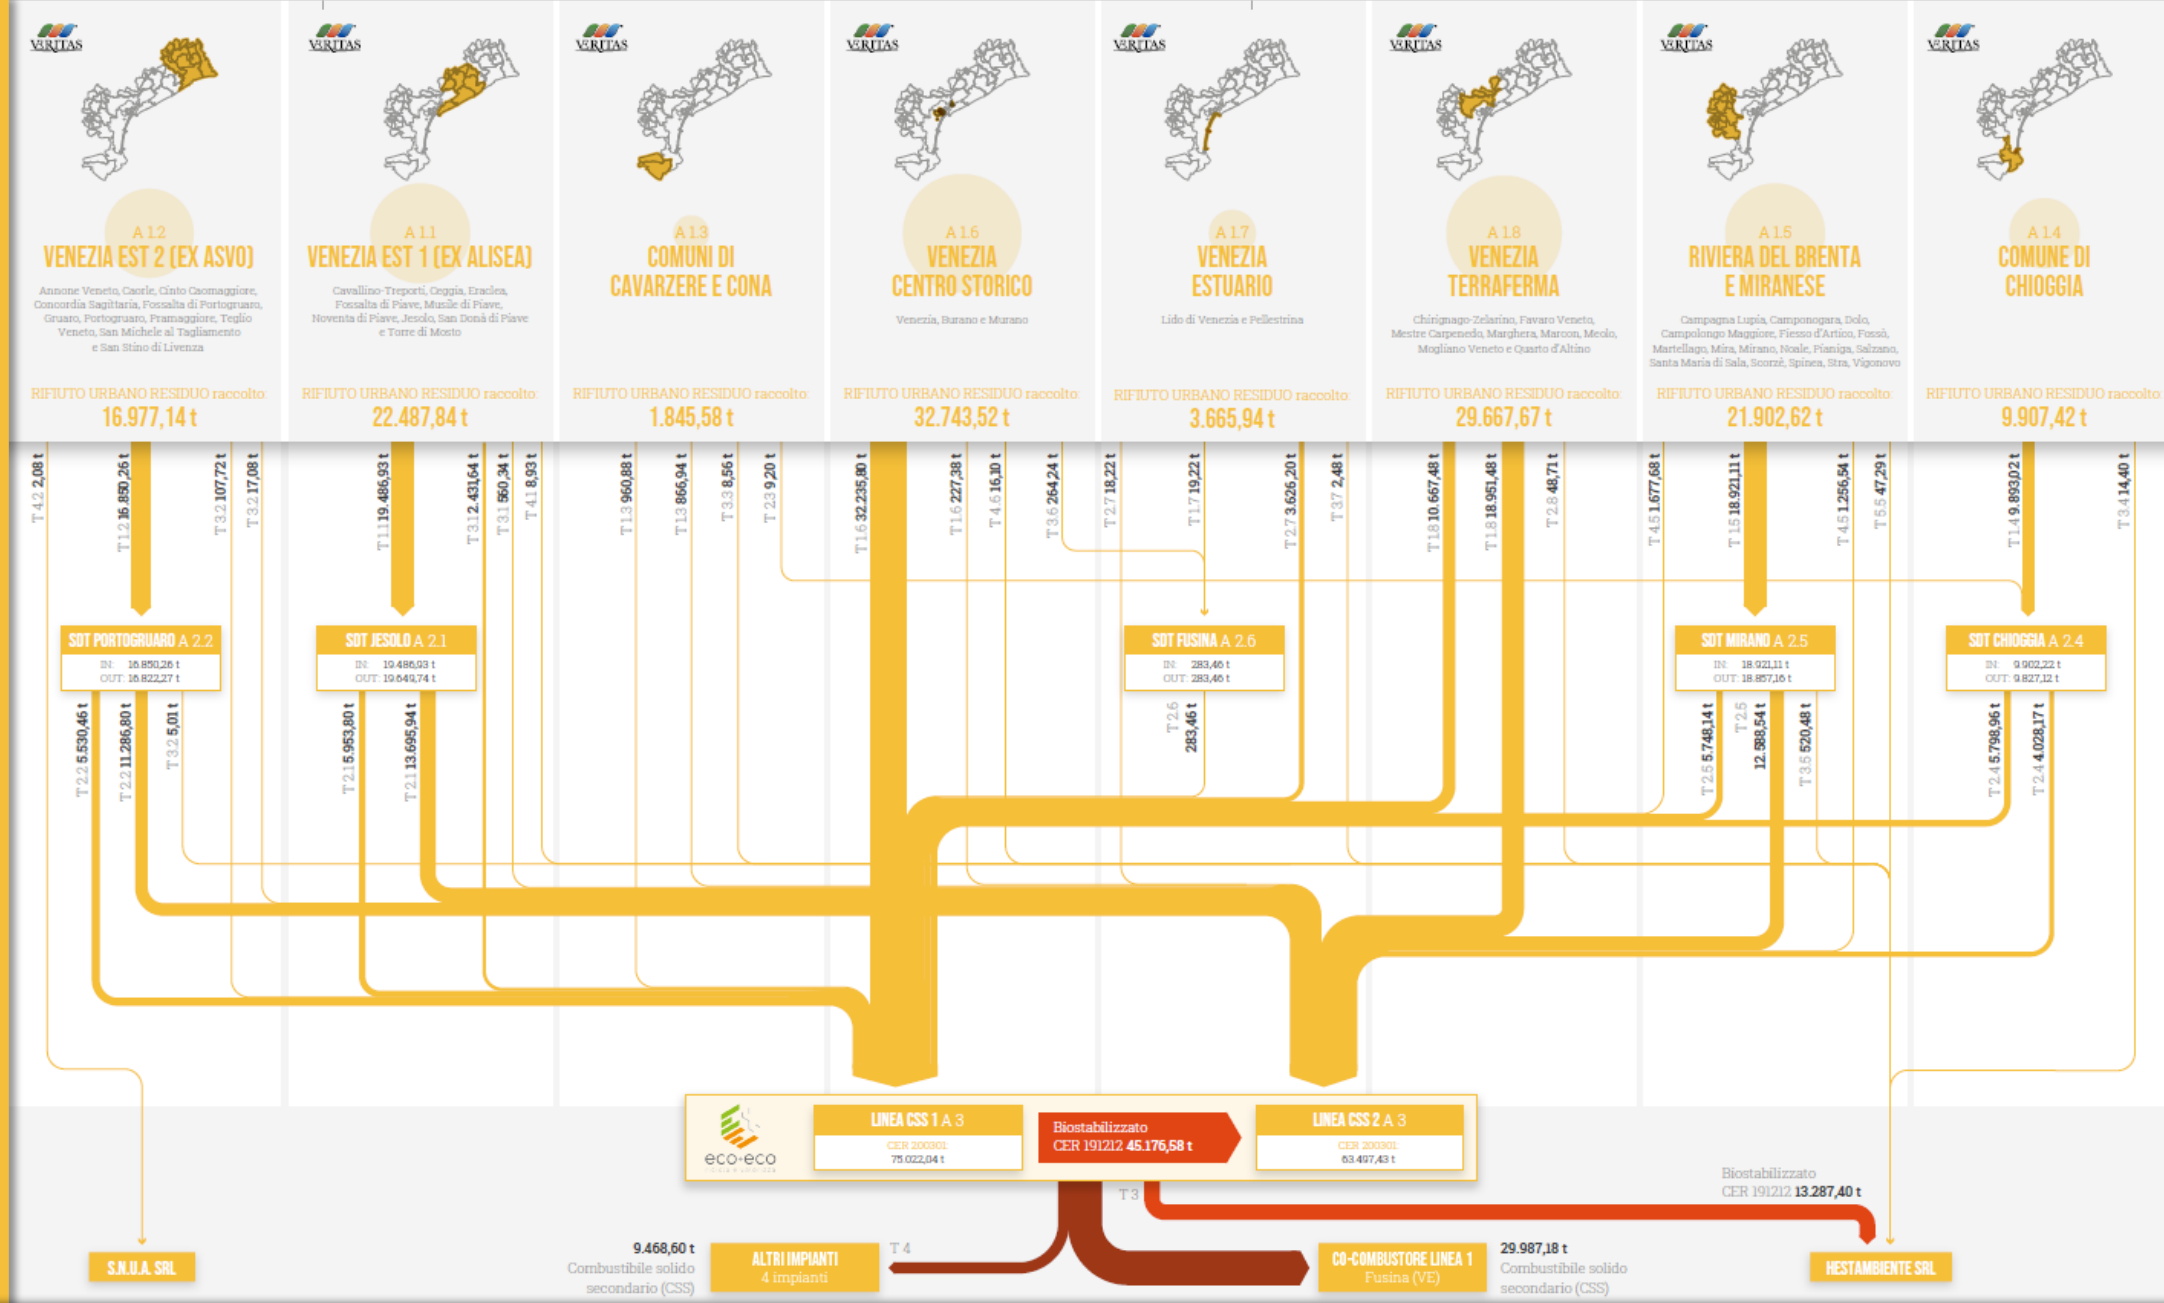 VERITAS
A 1.2
VENEZIA EST 2 (EX ASVO)
Annone Veneto, Caorle, Cinto Caomaggiore,
Concordia Sagittaria, Fossalta di Portogruaro,
Gruaro, Portogruaro, Pramaggiore, Teglio
Veneto, San Michele al Tagliamento
e San Stino di Livenza
RIFIUTO URBANO RESIDUO raccolto:
16.977,14 t
VERITAS
A 1.1
VENEZIA EST 1 (EX ALISEA)
Cavallino-Treporti, Ceggia, Eraclea,
Fossalta di Piave, Musile di Piave,
Noventa di Piave, Jesolo, San Donà di Piave
e Torre di Mosto
RIFIUTO URBANO RESIDUO raccolto:
22.487,84 t
VERITAS
A 1.3
COMUNI DI
CAVARZERE E CONA
RIFIUTO URBANO RESIDUO raccolto:
1.845,58 t
VERITAS
A 1.6
VENEZIA
CENTRO STORICO
Venezia, Burano e Murano
RIFIUTO URBANO RESIDUO raccolto:
32.743,52 t
VERITAS
A 1.7
VENEZIA
ESTUARIO
Lido di Venezia e Pellestrina
RIFIUTO URBANO RESIDUO raccolto:
3.665,94 t
VERITAS
A 1.8
VENEZIA
TERRAFERMA
Chirignago-Zelarino, Favaro Veneto,
Mestre Carpenedo, Marghera, Marcon, Meolo,
Mogliano Veneto e Quarto d'Altino
RIFIUTO URBANO RESIDUO raccolto:
29.667,67 t
VERITAS
A 1.5
RIVIERA DEL BRENTA
E MIRANESE
Campagna Lupia, Camponogara, Dolo,
Campolongo Maggiore, Fiesso d'Artico, Fossò,
Martellago, Mira, Mirano, Noale, Pianiga, Salzano,
Santa Maria di Sala, Scorzè, Spinea, Stra, Vigonovo
RIFIUTO URBANO RESIDUO raccolto:
21.902,62 t
VERITAS
A 1.4
COMUNE DI
CHIOGGIA
RIFIUTO URBANO RESIDUO raccolto:
9.907,42 t
T 4.2 2,08 t
T 1.2 16.850,26 t
T 3.2 107,72 t
T 3.2 17,08 t
T 1.1 19.486,93 t
T 3.1 2.431,64 t
T 3.1 560,34 t
T 4.1 8,93 t
T 1.3 960,88 t
T 1.3 866,94 t
T 3.3 8,56 t
T 2.3 9,20 t
T 1.6 32.235,80 t
T 1.6 227,38 t
T 4.6 16,10 t
T 3.6 264,24 t
T 2.7 18,22 t
T 1.7 19,22 t
T 2.7 3.626,20 t
T 3.7 2,48 t
T 1.8 10.667,48 t
T 1.8 18.951,48 t
T 2.8 48,71 t
T 4.5 1.677,68 t
T 1.5 18.921,11 t
T 4.5 1.256,54 t
T 5.5 47,29 t
T 1.4 9.893,02 t
T 3.4 14,40 t
SDT PORTOGRUARO A 2.2
IN: 16.850,26 t
OUT: 16.822,27 t
SDT JESOLO A 2.1
IN: 19.486,93 t
OUT: 19.649,74 t
SDT FUSINA A 2.6
IN: 283,46 t
OUT: 283,46 t
SDT MIRANO A 2.5
IN: 18.921,11 t
OUT: 18.857,16 t
SDT CHIOGGIA A 2.4
IN: 9.902,22 t
OUT: 9.827,12 t
T 2.2 5.530,46 t
T 2.2 11.286,80 t
T 3.2 5,01 t
T 2.1 5.953,80 t
T 2.1 13.695,94 t
T 2.6
283,46 t
T 2.5 5.748,14 t
T 2.5
12.588,54 t
T 3.5 520,48 t
T 2.4 5.798,96 t
T 2.4 4.028,17 t
eco-eco
LINEA CSS 1 A 3
CER 200301:
75.022,04 t
Biostabilizzato
CER 191212 45.176,58 t
LINEA CSS 2 A 3
CER 200301:
63.497,43 t
T 3
Biostabilizzato
CER 191212 13.287,40 t
S.N.U.A. SRL
9.468,60 t
Combustibile solido
secondario (CSS)
ALTRI IMPIANTI
4 impianti
T 4
CO-COMBUSTORE LINEA 1
Fusina (VE)
29.987,18 t
Combustibile solido
secondario (CSS)
HESTAMBIENTE SRL